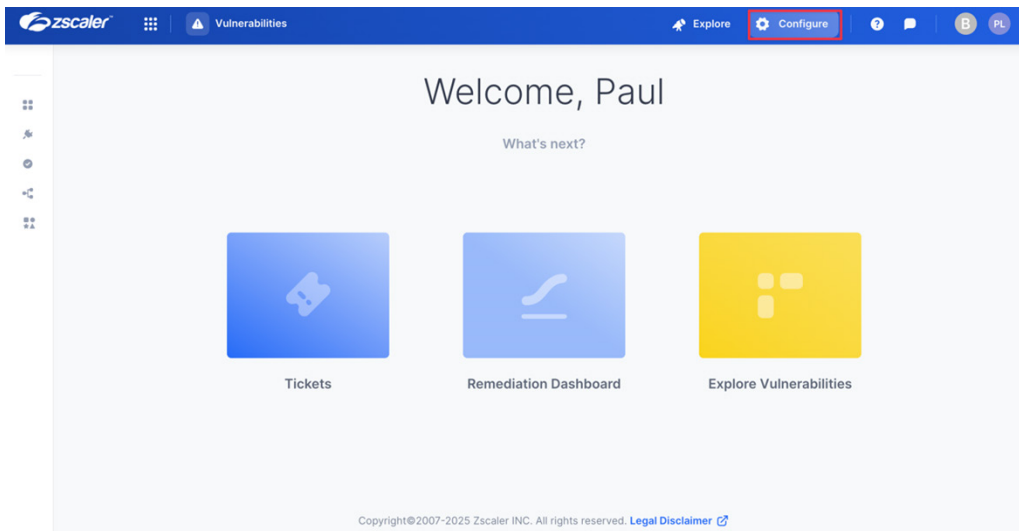 zscaler
Vulnerabilities
Explore
Configure
?
B
PL
Welcome, Paul
What's next?
Tickets
Remediation Dashboard
Explore Vulnerabilities
Copyright©2007-2025 Zscaler INC. All rights reserved. Legal Disclaimer